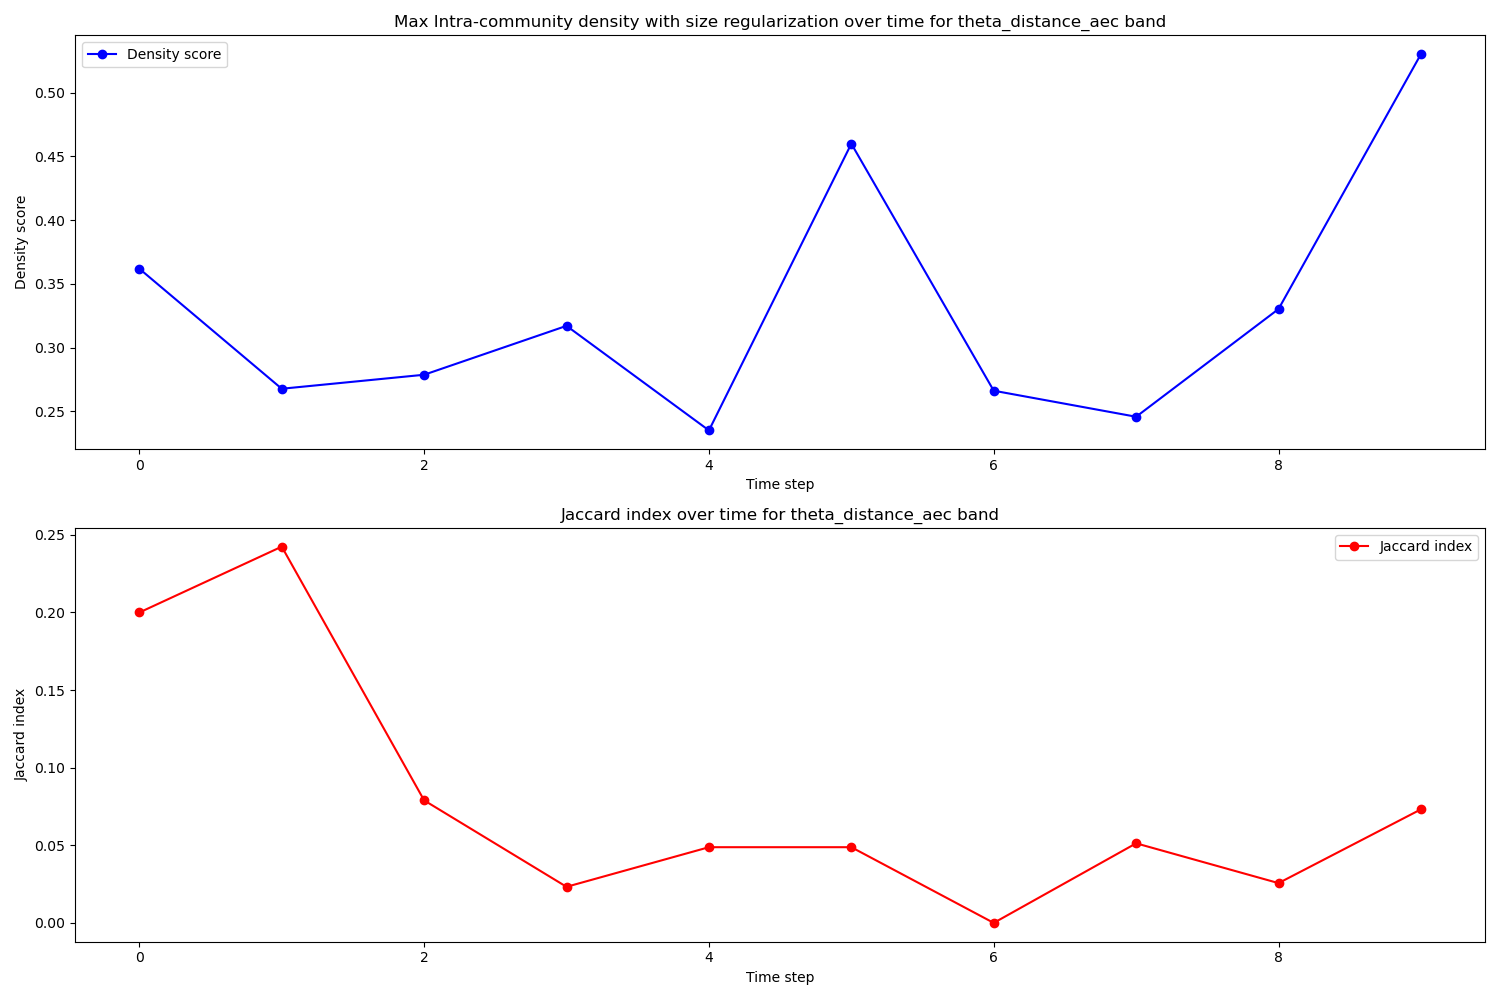 Max Intra-community density with size regularization over time for theta_distance_aec band
Density score
0.50
0.45
0.40
0.35
0.30
0.25
Density score
0
2
4
6
8
Time step
Jaccard index over time for theta_distance_aec band
Jaccard index
0.25
0.20
0.15
0.10
0.05
0.00
Jaccard index
0
2
4
6
8
Time step